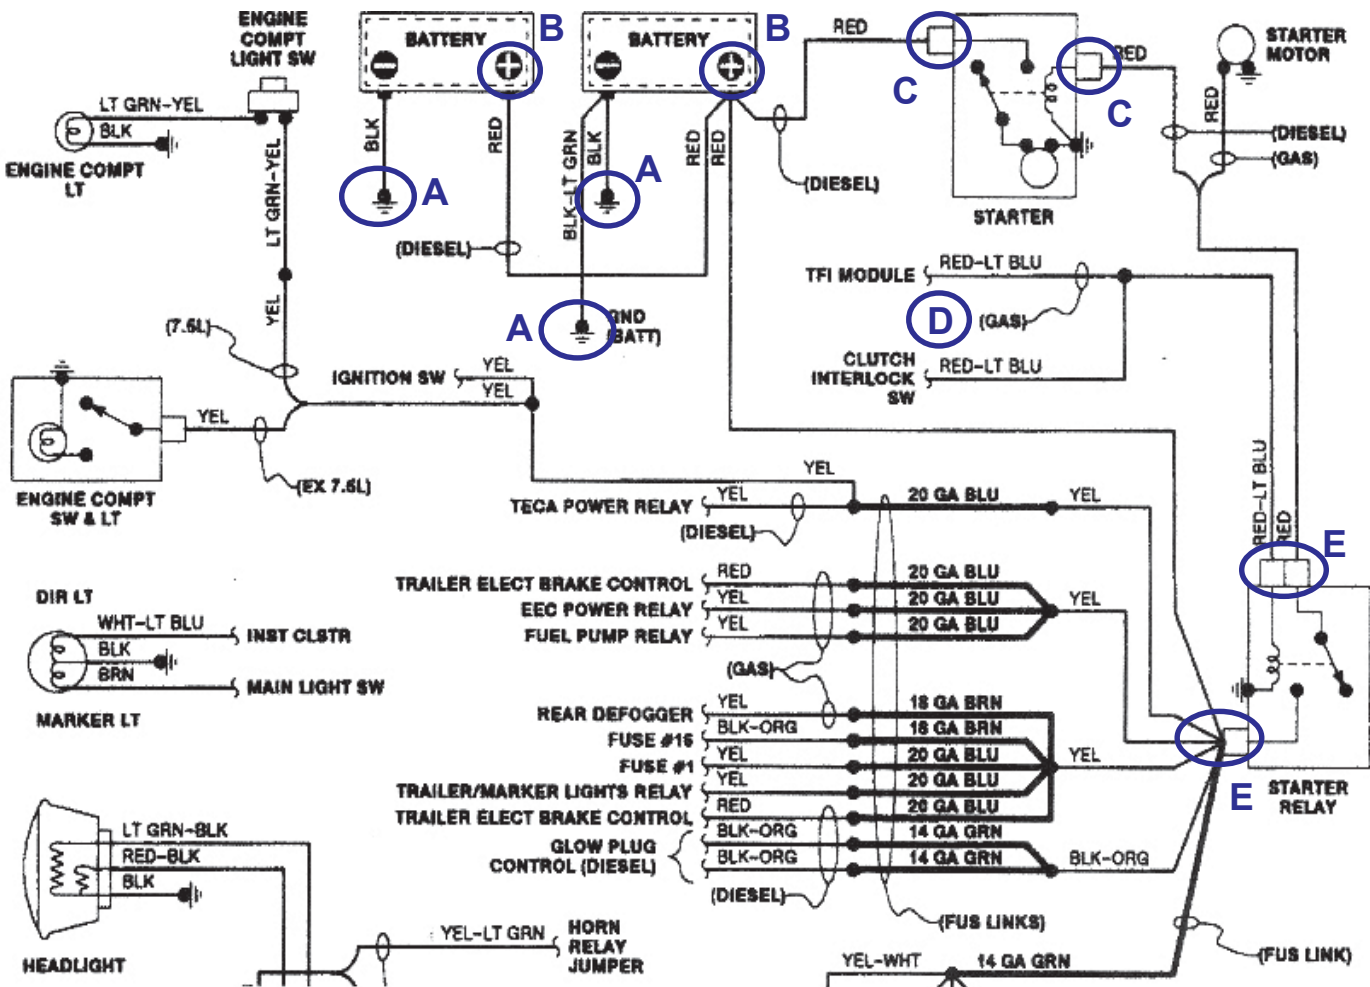 ENGINE
COMPT
LIGHT SW
BATTERY
B
BATTERY
B
RED
C
RED
C
STARTER
MOTOR
LT GRN-YEL
BLK
ENGINE COMPT
LT
LT GRN-YEL
BLK
RED
BLK-LT GRN
BLK
RED
RED
(DIESEL)
RED
(DIESEL)
(GAS)
A
A
STARTER
(DIESEL)
YEL
TFI MODULE
RED-LT BLU
D
(GAS)
A
GND
(BATT)
(7.5L)
IGNITION SW
YEL
YEL
CLUTCH
INTERLOCK
SW
RED-LT BLU
YEL
ENGINE COMPT
SW & LT
(EX 7.5L)
YEL
TECA POWER RELAY
YEL
20 GA BLU
YEL
(DIESEL)
RED-LT BLU
RED
E
TRAILER ELECT BRAKE CONTROL
RED
20 GA BLU
EEC POWER RELAY
YEL
20 GA BLU
YEL
FUEL PUMP RELAY
YEL
20 GA BLU
(GAS)
DIR LT
WHT-LT BLU
INST CLSTR
BLK
BRN
MAIN LIGHT SW
MARKER LT
REAR DEFOGGER
YEL
18 GA BRN
FUSE #16
BLK-ORG
18 GA BRN
FUSE #1
YEL
20 GA BLU
YEL
TRAILER/MARKER LIGHTS RELAY
YEL
20 GA BLU
TRAILER ELECT BRAKE CONTROL
RED
20 GA BLU
GLOW PLUG
CONTROL (DIESEL)
BLK-ORG
14 GA GRN
BLK-ORG
14 GA GRN
BLK-ORG
(DIESEL)
(FUS LINKS)
E
STARTER
RELAY
(FUS LINK)
LT GRN-BLK
RED-BLK
BLK
HEADLIGHT
YEL-LT GRN
HORN
RELAY
JUMPER
YEL-WHT
14 GA GRN